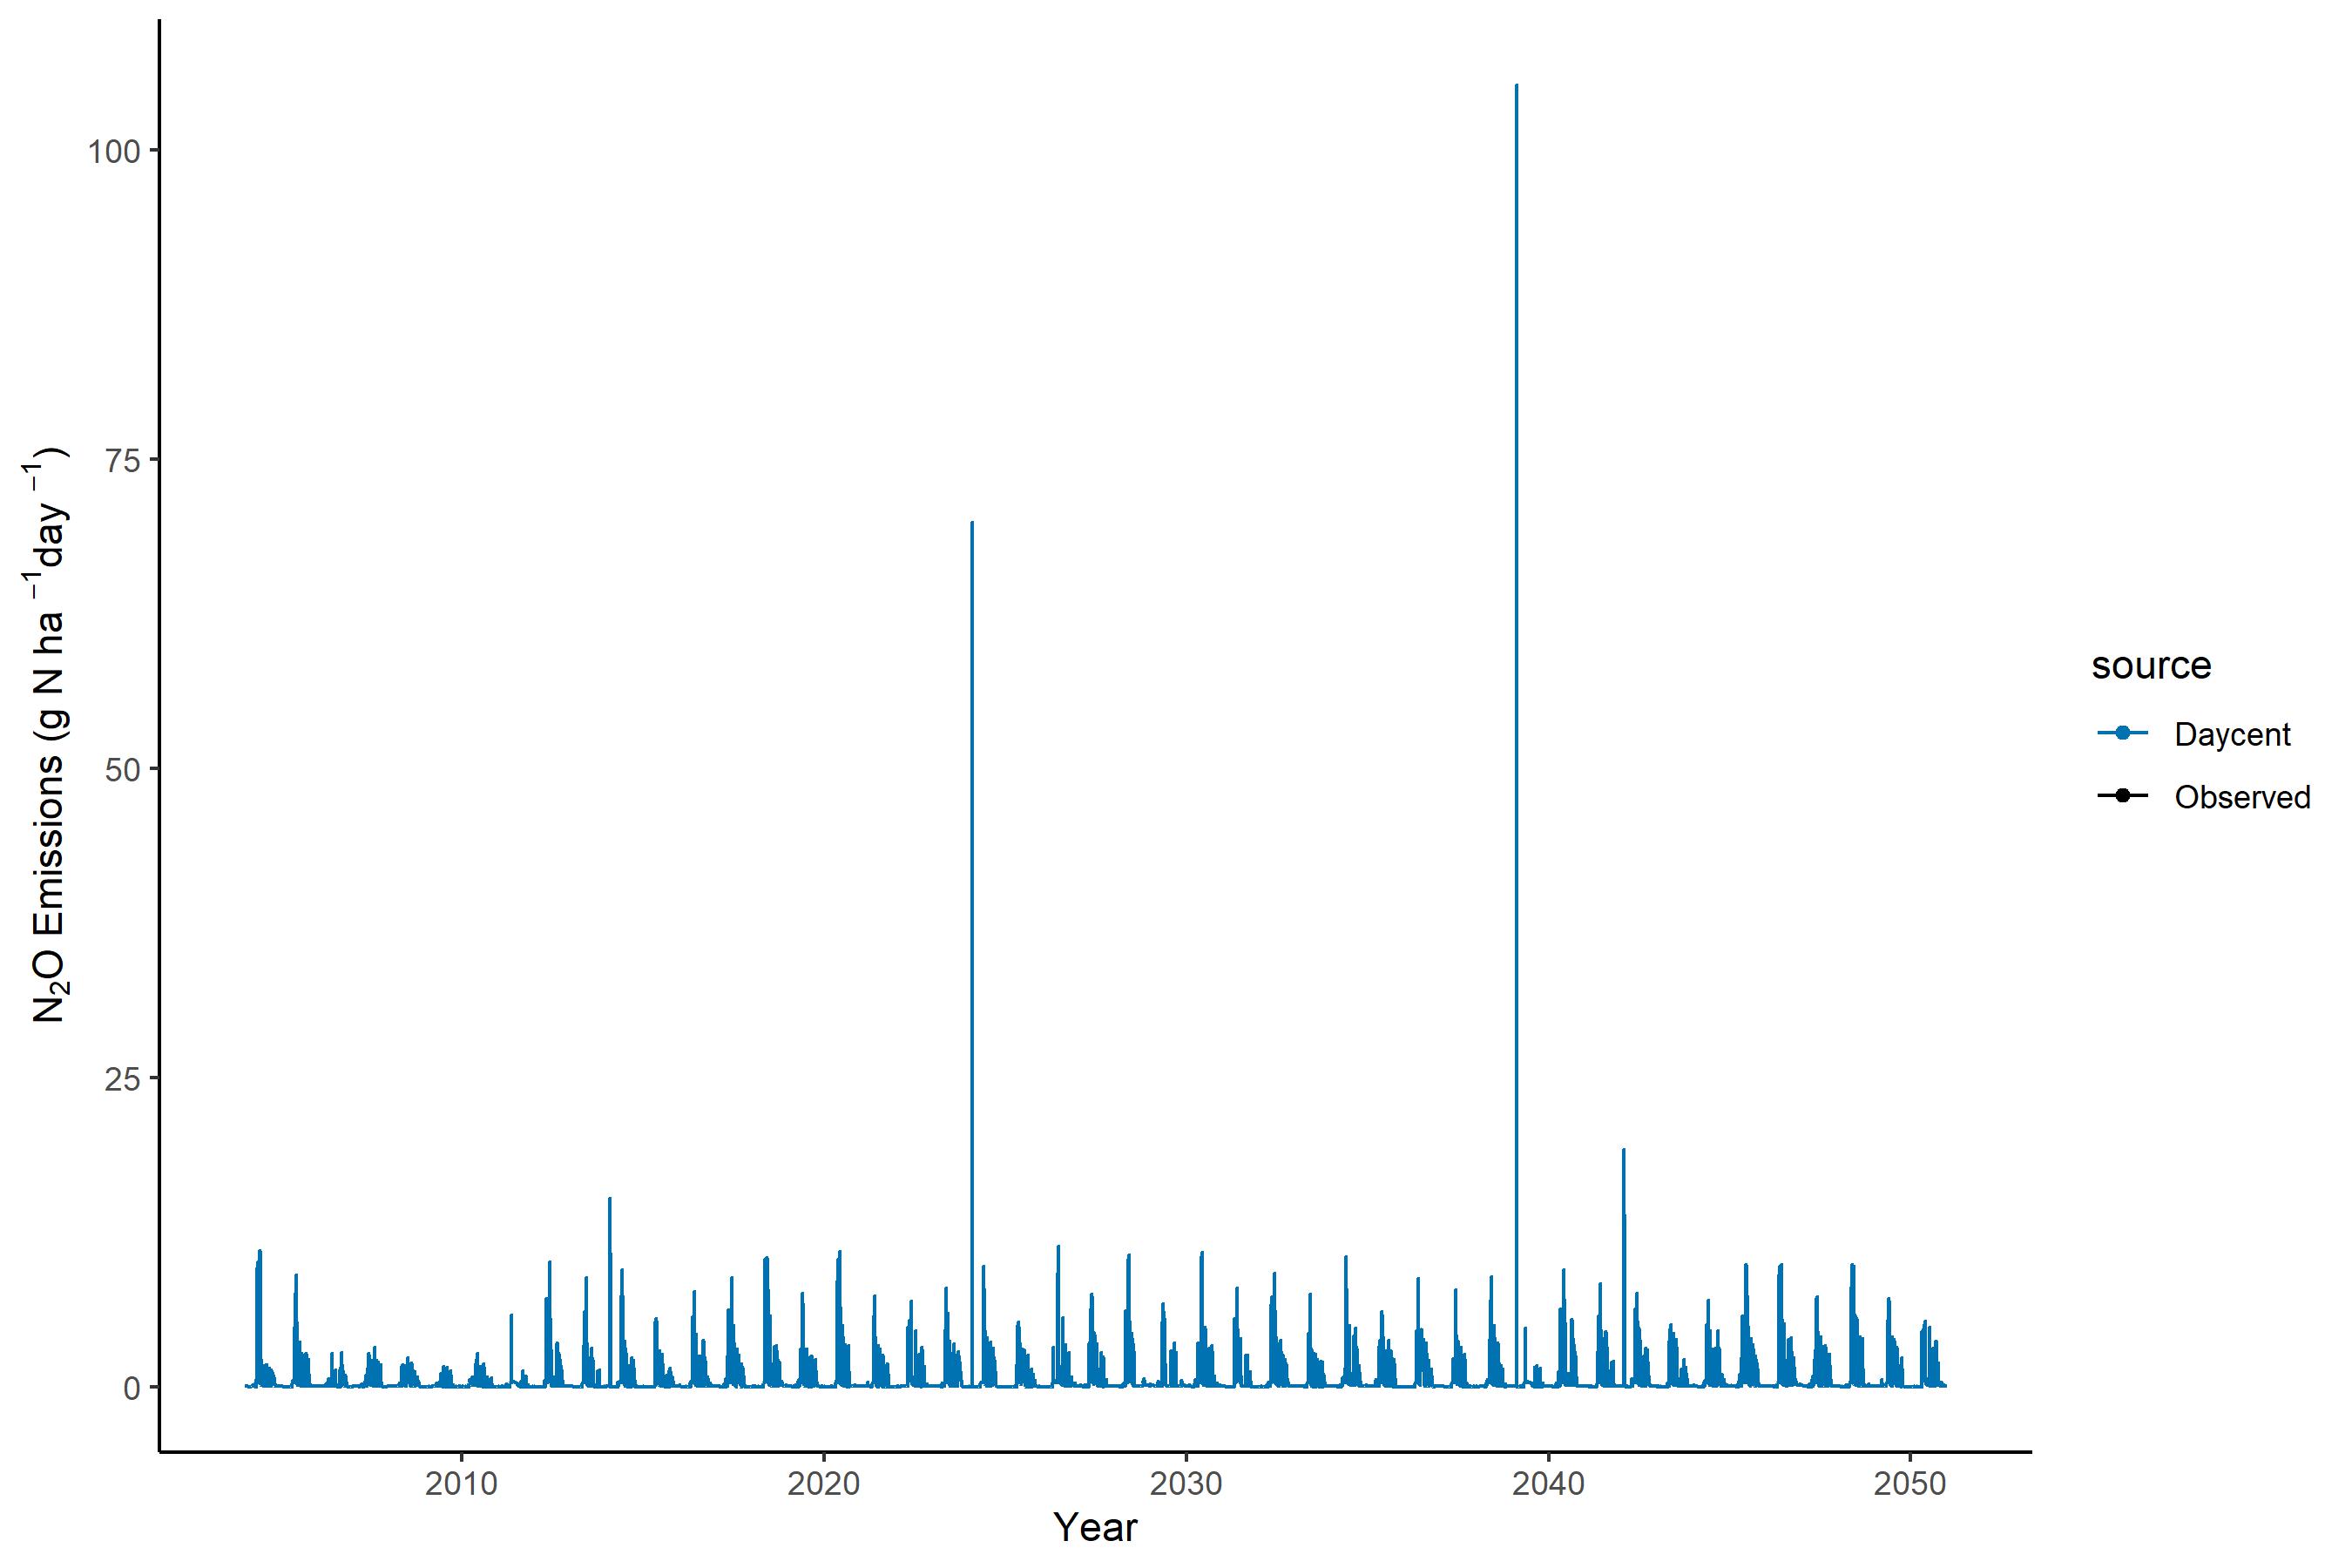 100
75
50
25
0
N₂O Emissions (g N ha ⁻¹day ⁻¹)
2010 2020 2030 2040 2050
Year
source
Daycent
Observed